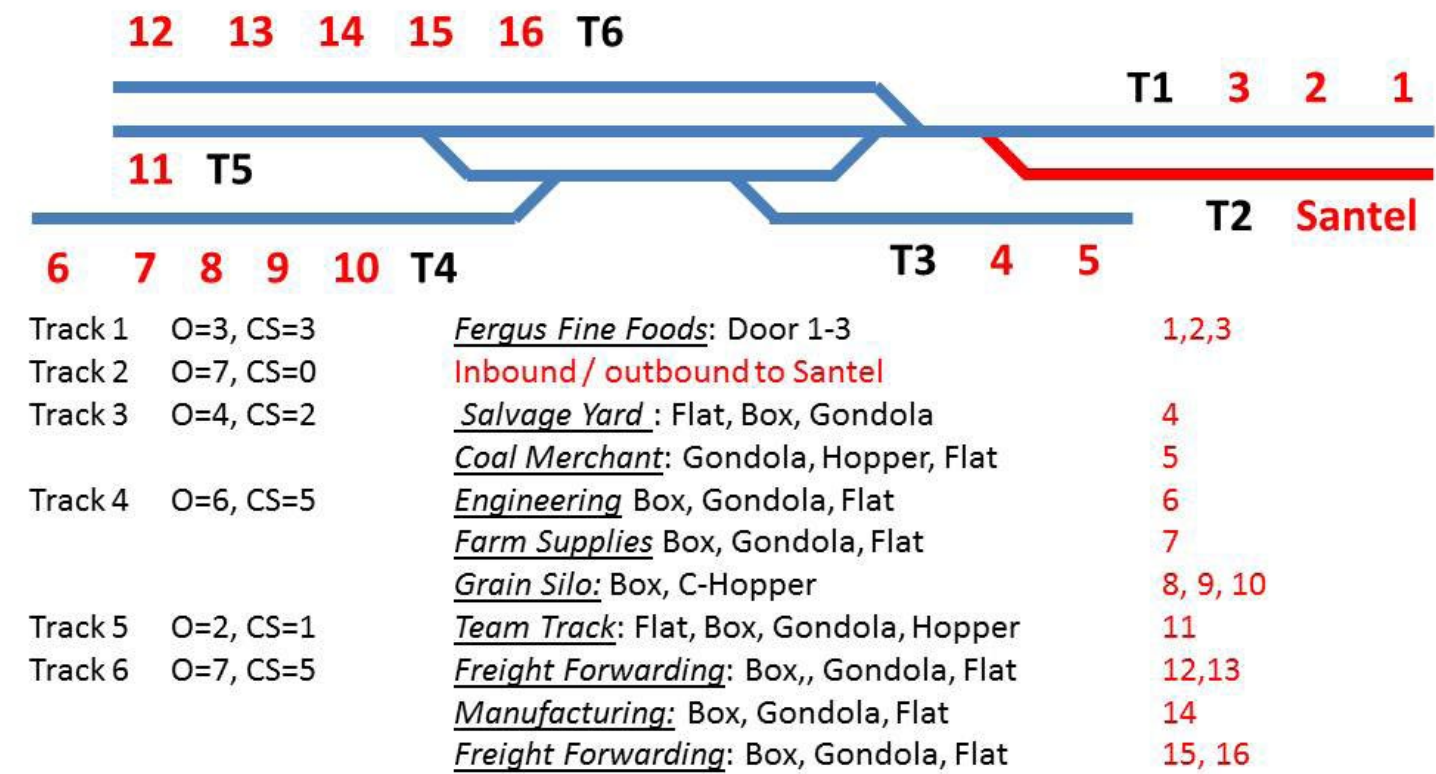 12 13 14 15 16 T6
T1 3 2 1
11 T5
T2 Santel
6 7 8 9 10 T4
T3 4 5
Track 1 O=3, CS=3 Fergus Fine Foods: Door 1-3 1,2,3
Track 2 O=7, CS=0 Inbound / outbound to Santel
Track 3 O=4, CS=2 Salvage Yard : Flat, Box, Gondola 4
Coal Merchant: Gondola, Hopper, Flat 5
Track 4 O=6, CS=5 Engineering Box, Gondola, Flat 6
Farm Supplies Box, Gondola, Flat 7
Grain Silo: Box, C-Hopper 8, 9, 10
Track 5 O=2, CS=1 Team Track: Flat, Box, Gondola, Hopper 11
Track 6 O=7, CS=5 Freight Forwarding: Box,, Gondola, Flat 12,13
Manufacturing: Box, Gondola, Flat 14
Freight Forwarding: Box, Gondola, Flat 15, 16